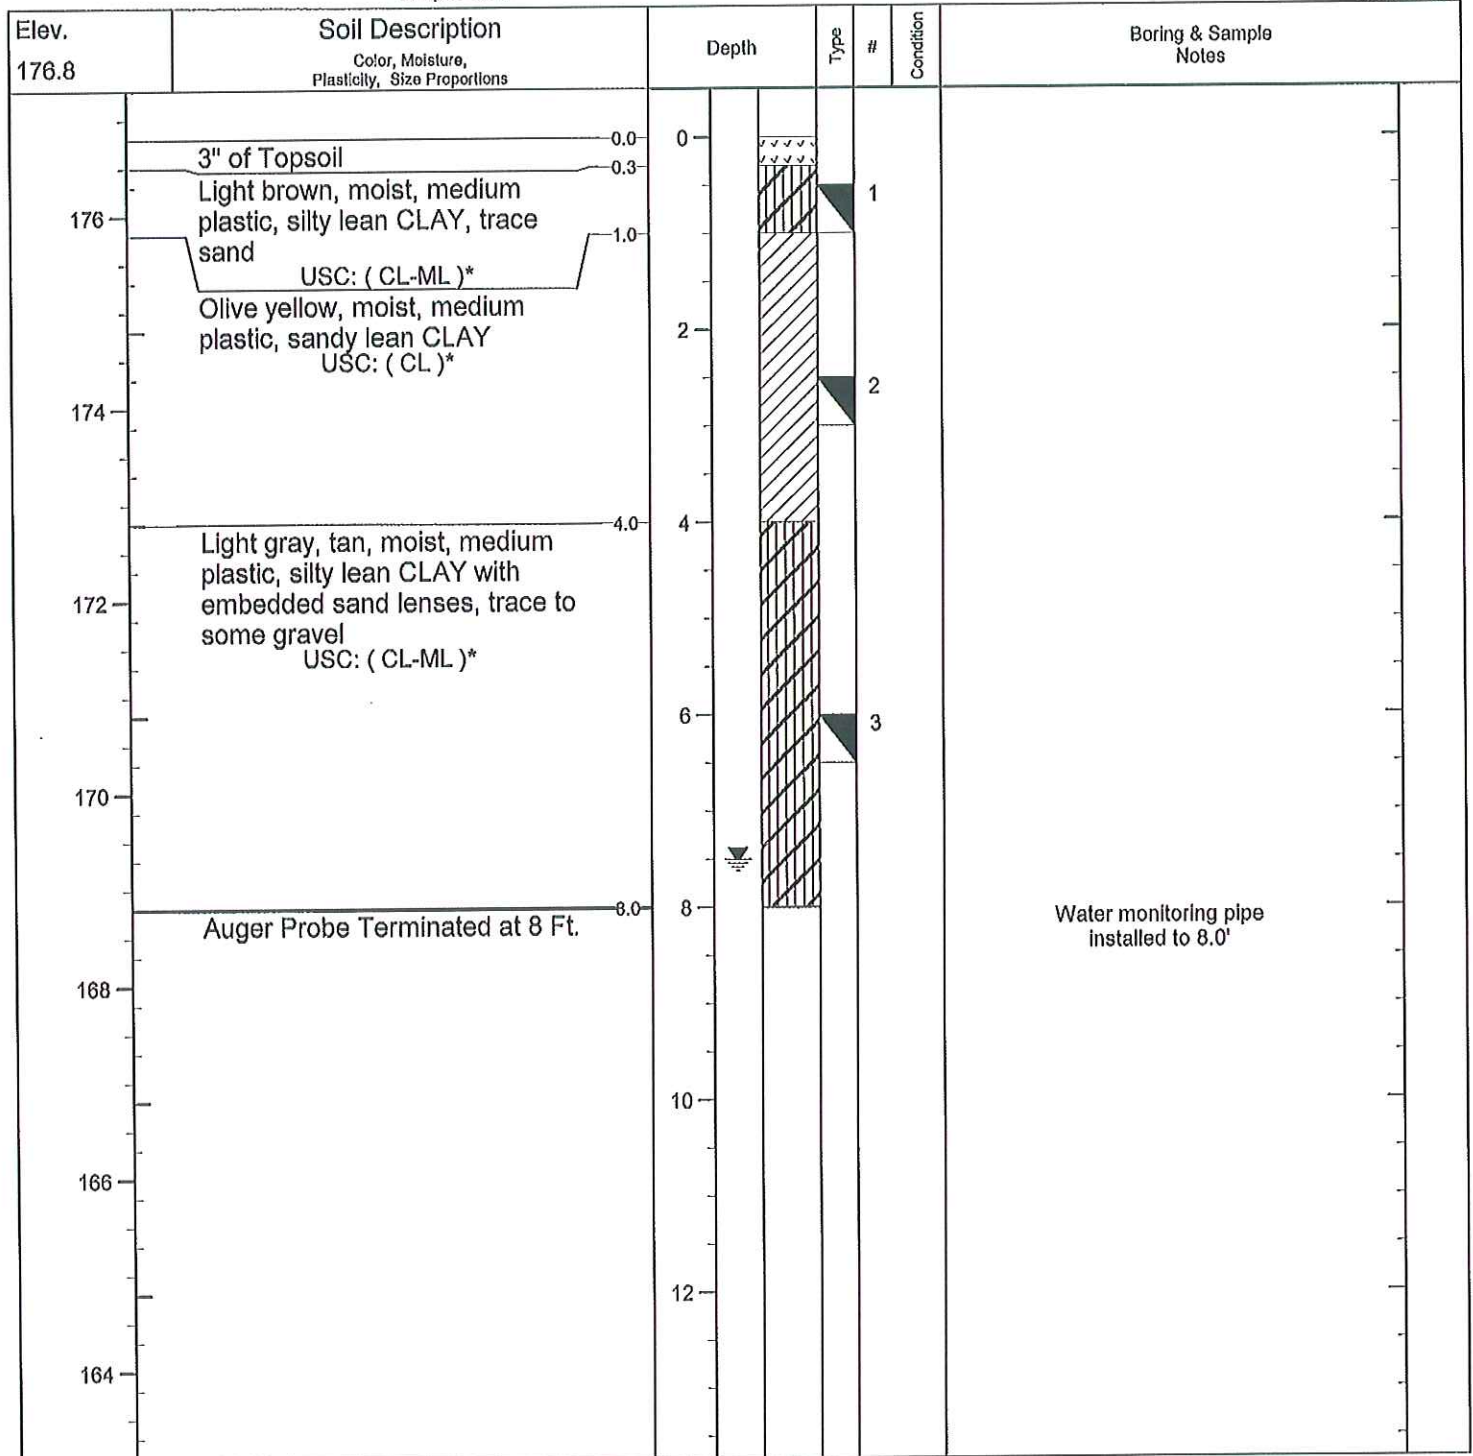 Elev.
176.8
Soil Description
Color, Moisture,
Plasticity, Size Proportions
Depth
Type
#
Condition
Boring & Sample
Notes
0.0
3" of Topsoil
0.3
Light brown, moist, medium
plastic, silty lean CLAY, trace
sand
USC: ( CL-ML )*
1.0
Olive yellow, moist, medium
plastic, sandy lean CLAY
USC: ( CL )*
4.0
Light gray, tan, moist, medium
plastic, silty lean CLAY with
embedded sand lenses, trace to
some gravel
USC: ( CL-ML )*
8.0
Auger Probe Terminated at 8 Ft.
176
174
172
170
168
166
164
0
2
4
6
8
10
12
1
2
3
Water monitoring pipe
installed to 8.0'